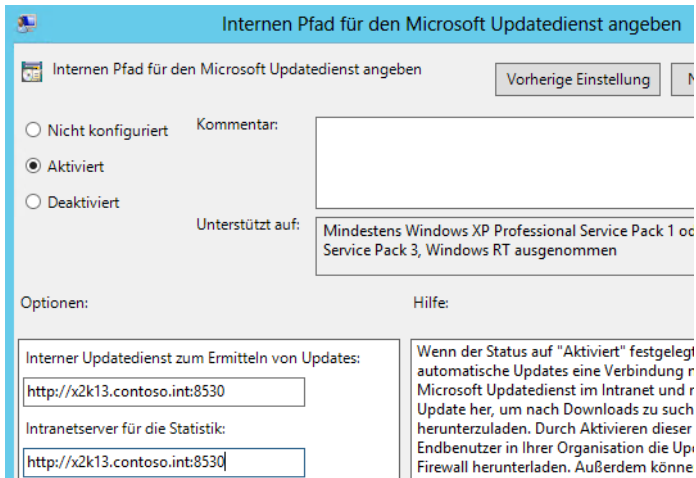 Internen Pfad für den Microsoft Updatedienst angeben
Internen Pfad für den Microsoft Updatedienst angeben
Vorherige Einstellung
N
Nicht konfiguriert
Kommentar:
Aktiviert
Deaktiviert
Unterstützt auf:
Mindestens Windows XP Professional Service Pack 1 od
Service Pack 3, Windows RT ausgenommen
Optionen:
Hilfe:
Interner Updatedienst zum Ermitteln von Updates:
http://x2k13.contoso.int:8530
Intranetserver für die Statistik:
http://x2k13.contoso.int:8530
Wenn der Status auf "Aktiviert" festgelegt
automatische Updates eine Verbindung n
Microsoft Updatedienst im Intranet und n
Update her, um nach Downloads zu such
herunterzuladen. Durch Aktivieren dieser
Endbenutzer in Ihrer Organisation die Upd
Firewall herunterladen. Außerdem könne